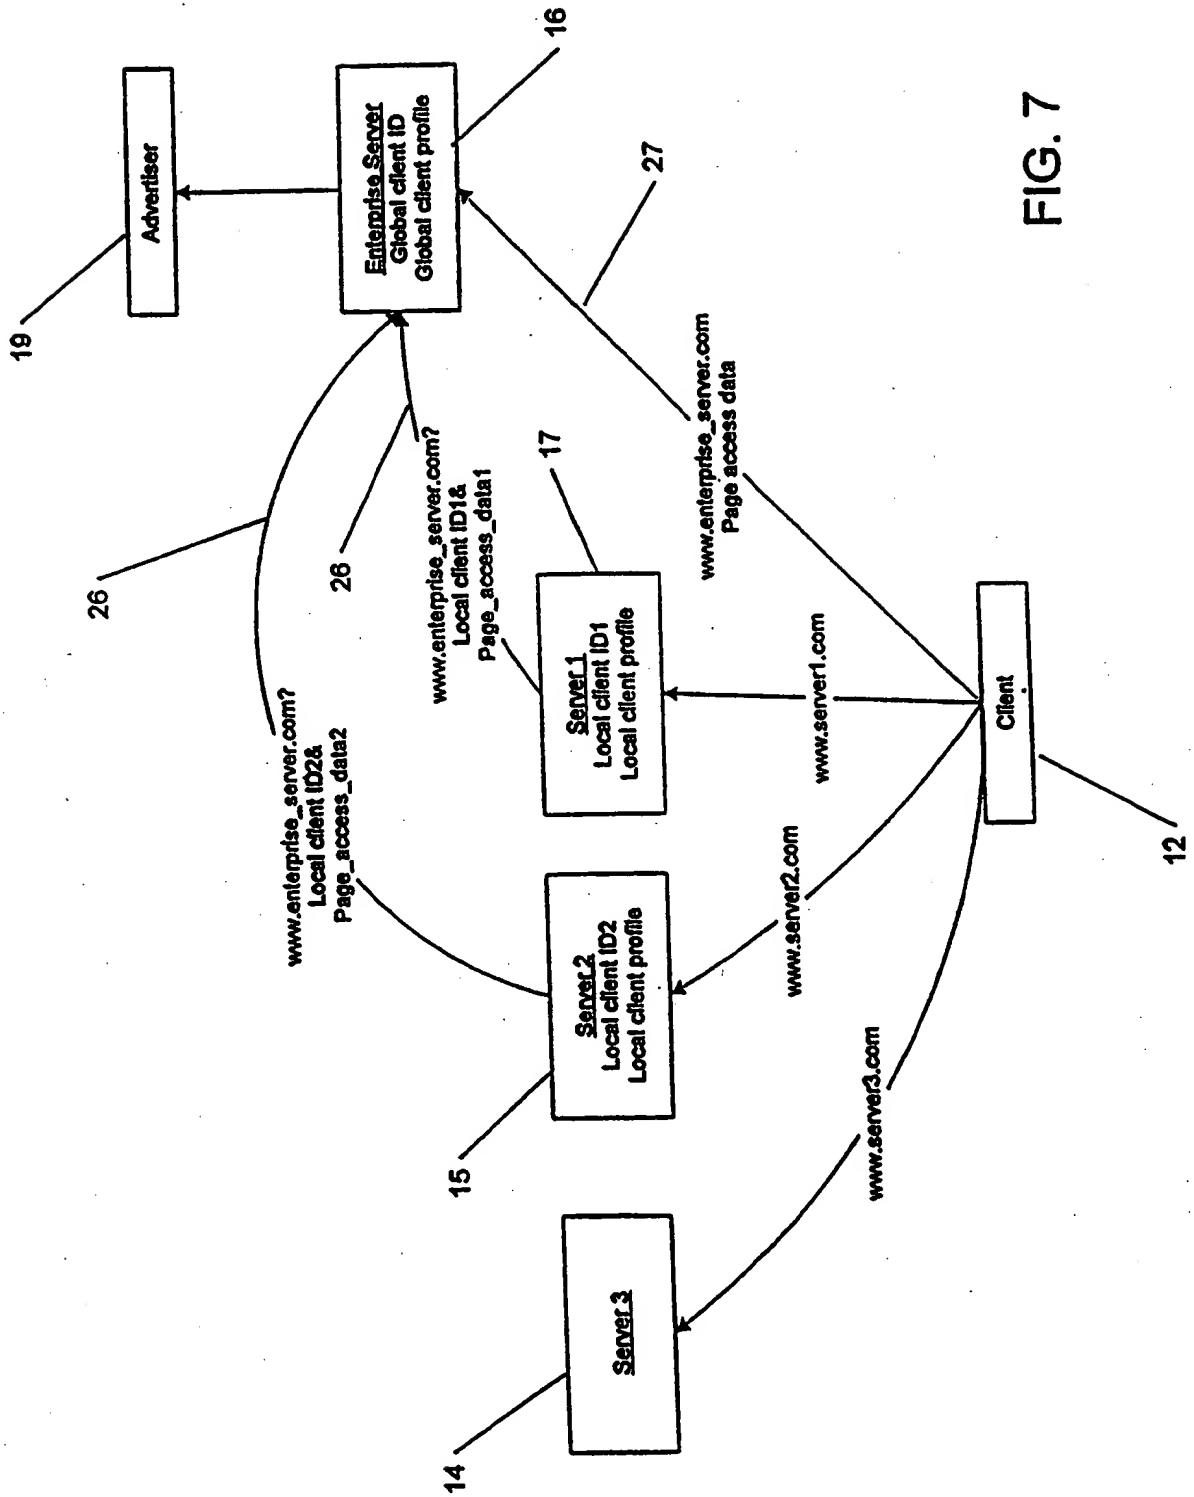 19
Advertiser
16
Enterprise Server
Global client ID
Global client profile
26
26
www.enterprise_server.com?
Local client ID2&
Page_access_data2
www.enterprise_server.com?
Local client ID1&
Page_access_data1
27
17
14
Server 3
15
Server 2
Local client ID2
Local client profile
Server 1
Local client ID1
Local client profile
www.enterprise_server.com
Page access data
www.server3.com
www.server2.com
www.server1.com
12
Client
FIG. 7